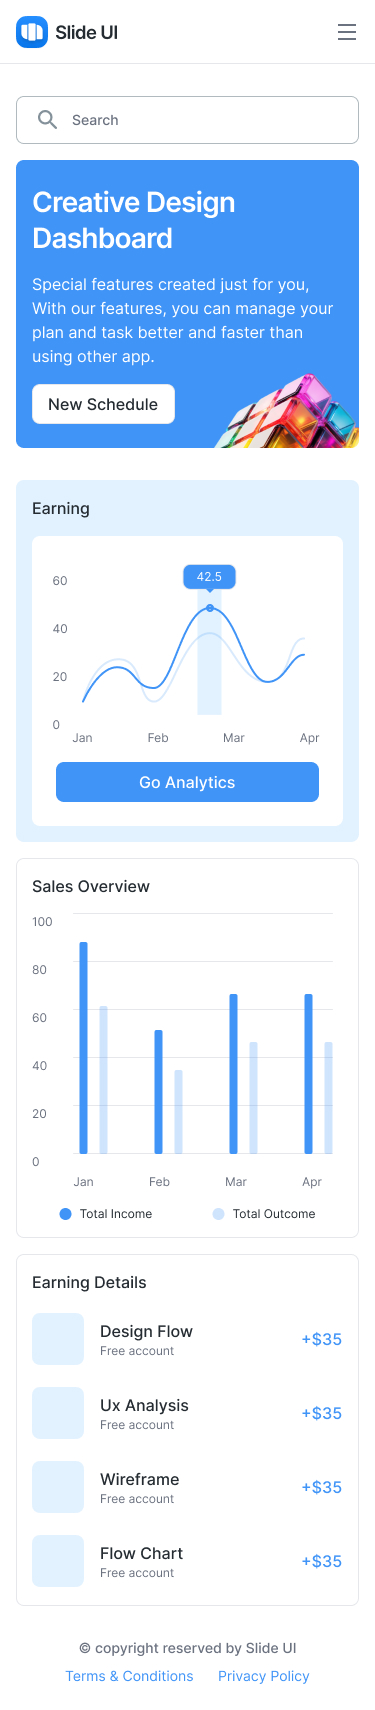 Slide UI
Search
Creative Design
Dashboard
Special features created just for you,
With our features, you can manage your
plan and task better and faster than
using other app.
New Schedule
Earning
42.5
60
40
20
0
Jan Feb Mar Apr
Go Analytics
Sales Overview
100
80
60
40
20
0
Jan Feb Mar Apr
Total Income Total Outcome
Earning Details
Design Flow
Free account
+$35
Ux Analysis
Free account
+$35
Wireframe
Free account
+$35
Flow Chart
Free account
+$35
© copyright reserved by Slide UI
Terms & Conditions Privacy Policy